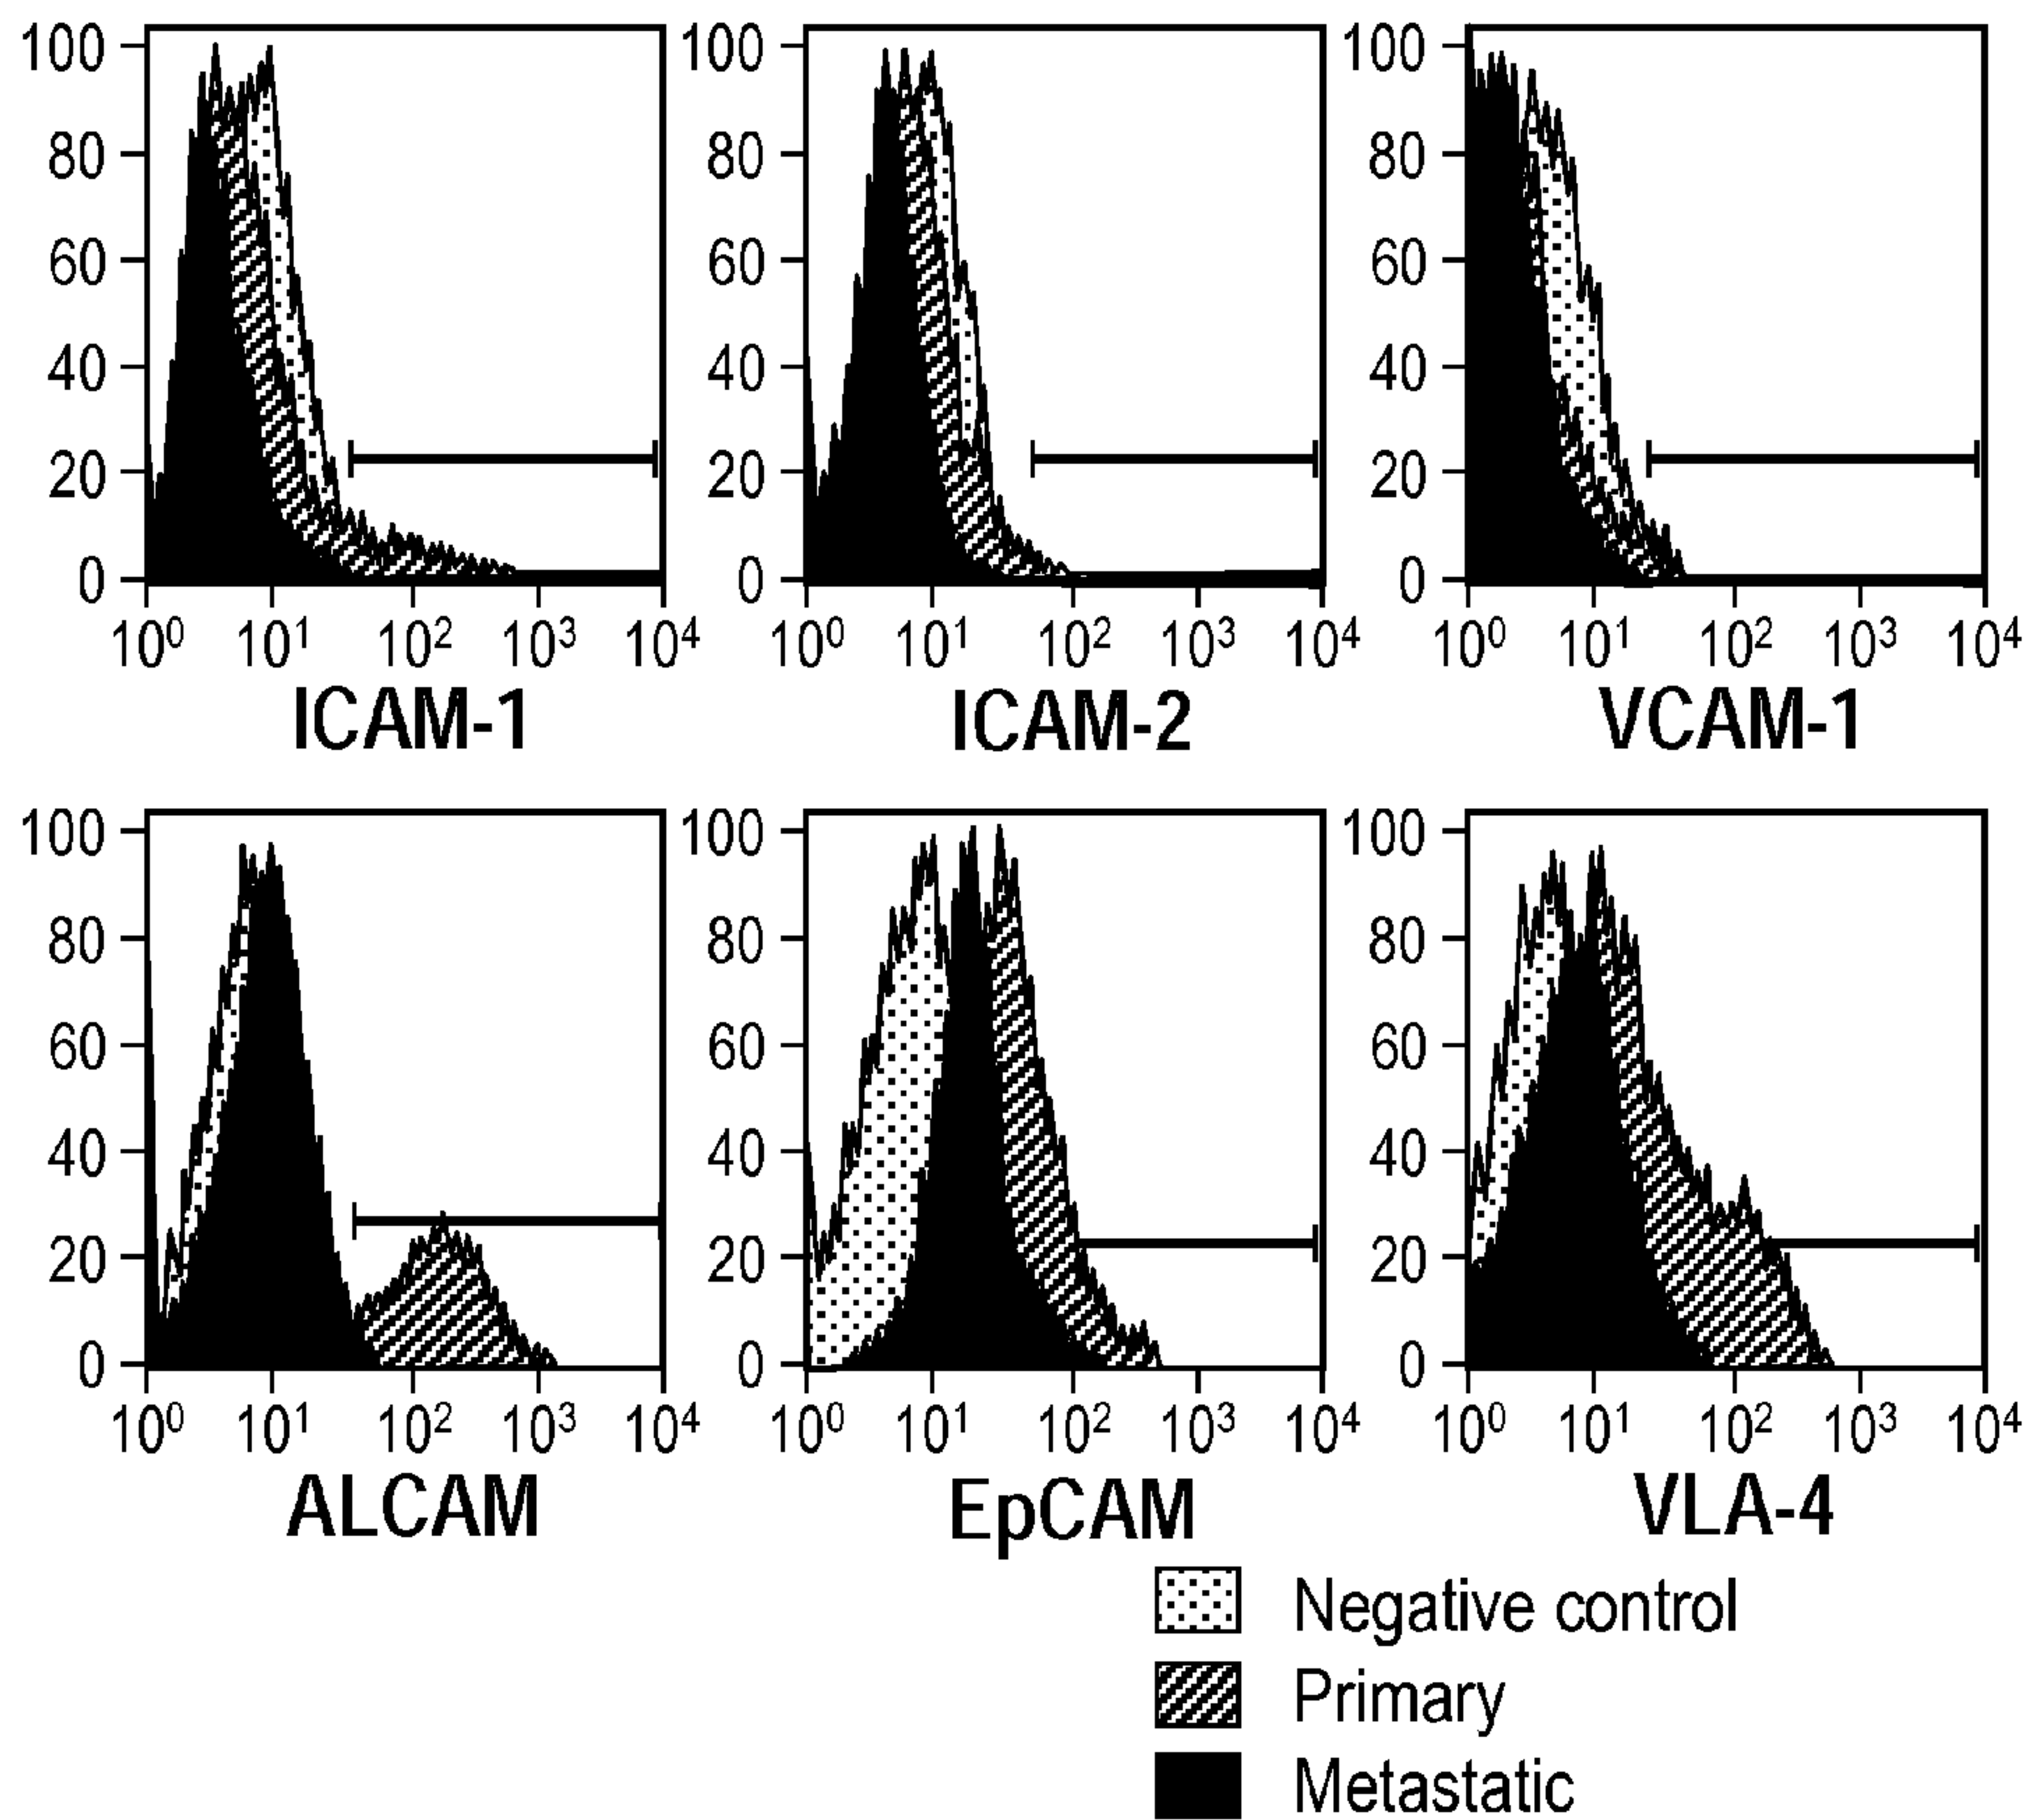 100 80 60 40 20 0
10⁰ 10¹ 10² 10³ 10⁴
ICAM-1
100 80 60 40 20 0
10⁰ 10¹ 10² 10³ 10⁴
ICAM-2
100 80 60 40 20 0
10⁰ 10¹ 10² 10³ 10⁴
VCAM-1
100 80 60 40 20 0
10⁰ 10¹ 10² 10³ 10⁴
ALCAM
100 80 60 40 20 0
10⁰ 10¹ 10² 10³ 10⁴
EpCAM
100 80 60 40 20 0
10⁰ 10¹ 10² 10³ 10⁴
VLA-4
Negative control
Primary
Metastatic